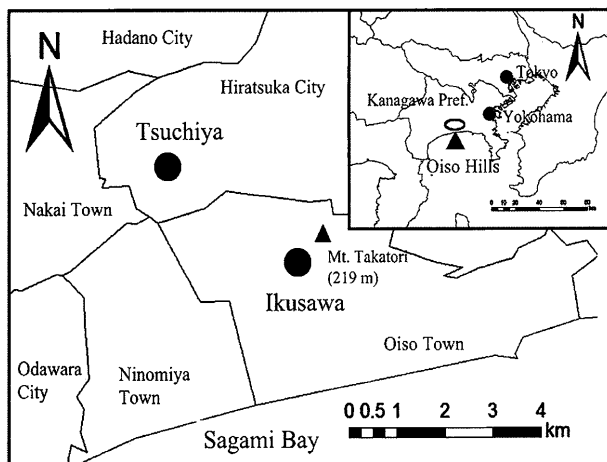 N
Hadano City
Hiratsuka City
Tsuchiya
Nakai Town
Mt. Takatori
(219 m)
Ikusawa
Oiso Town
Odawara
City
Ninomiya
Town
Sagami Bay
0 0.5 1 2 3 4
km
N
Tokyo
Kanagawa Pref.
Yokohama
Oiso Hills